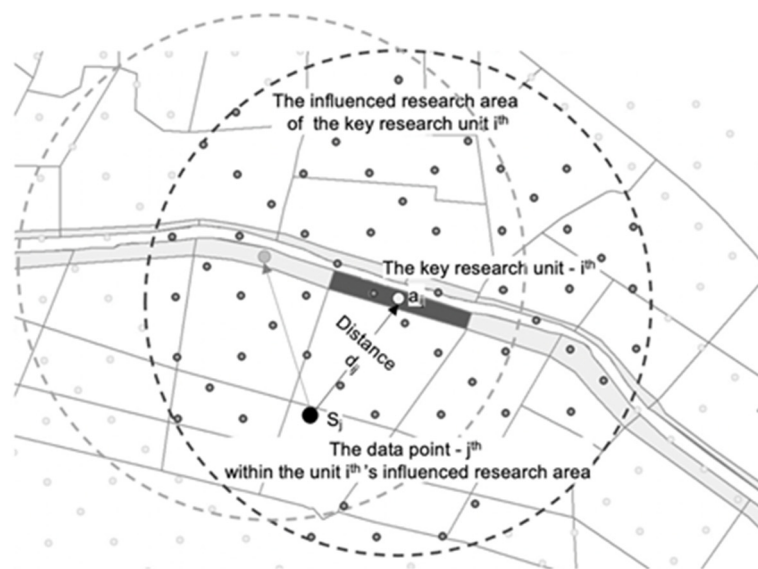 The influenced research area
of the key research unit iᵗʰ
The key research unit - iᵗʰ
aᵢ
Distance
dᵢⱼ
Sⱼ
The data point - jᵗʰ
within the unit iᵗʰ's influenced research area